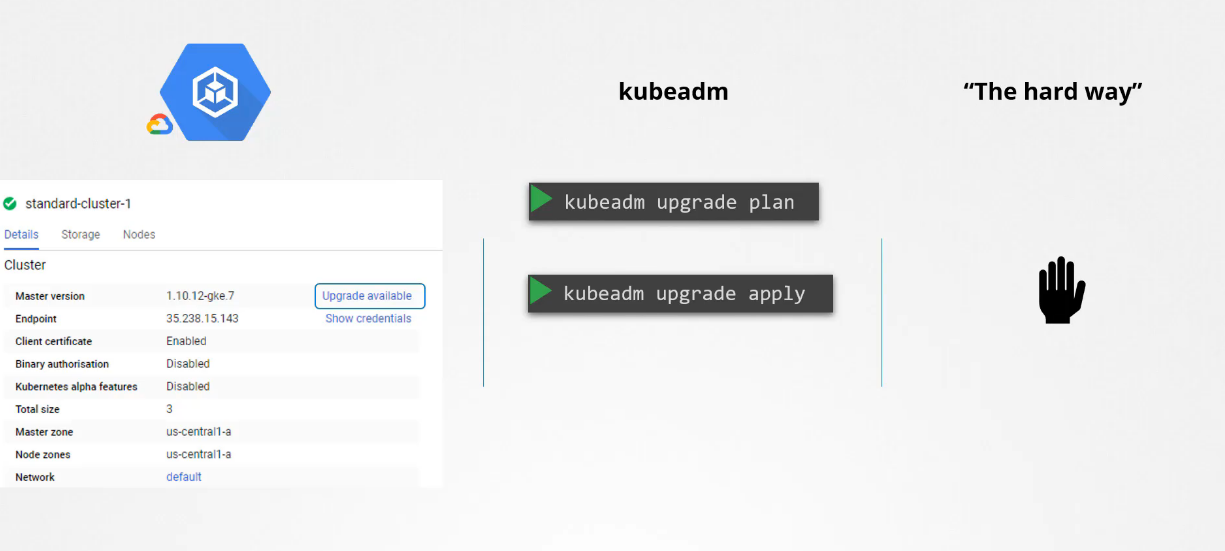 kubeadm
“The hard way”
standard-cluster-1
Details Storage Nodes
Cluster
Master version 1.10.12-gke.7 Upgrade available
Endpoint 35.238.15.143 Show credentials
Client certificate Enabled
Binary authorisation Disabled
Kubernetes alpha features Disabled
Total size 3
Master zone us-central1-a
Node zones us-central1-a
Network default
kubeadm upgrade plan
kubeadm upgrade apply